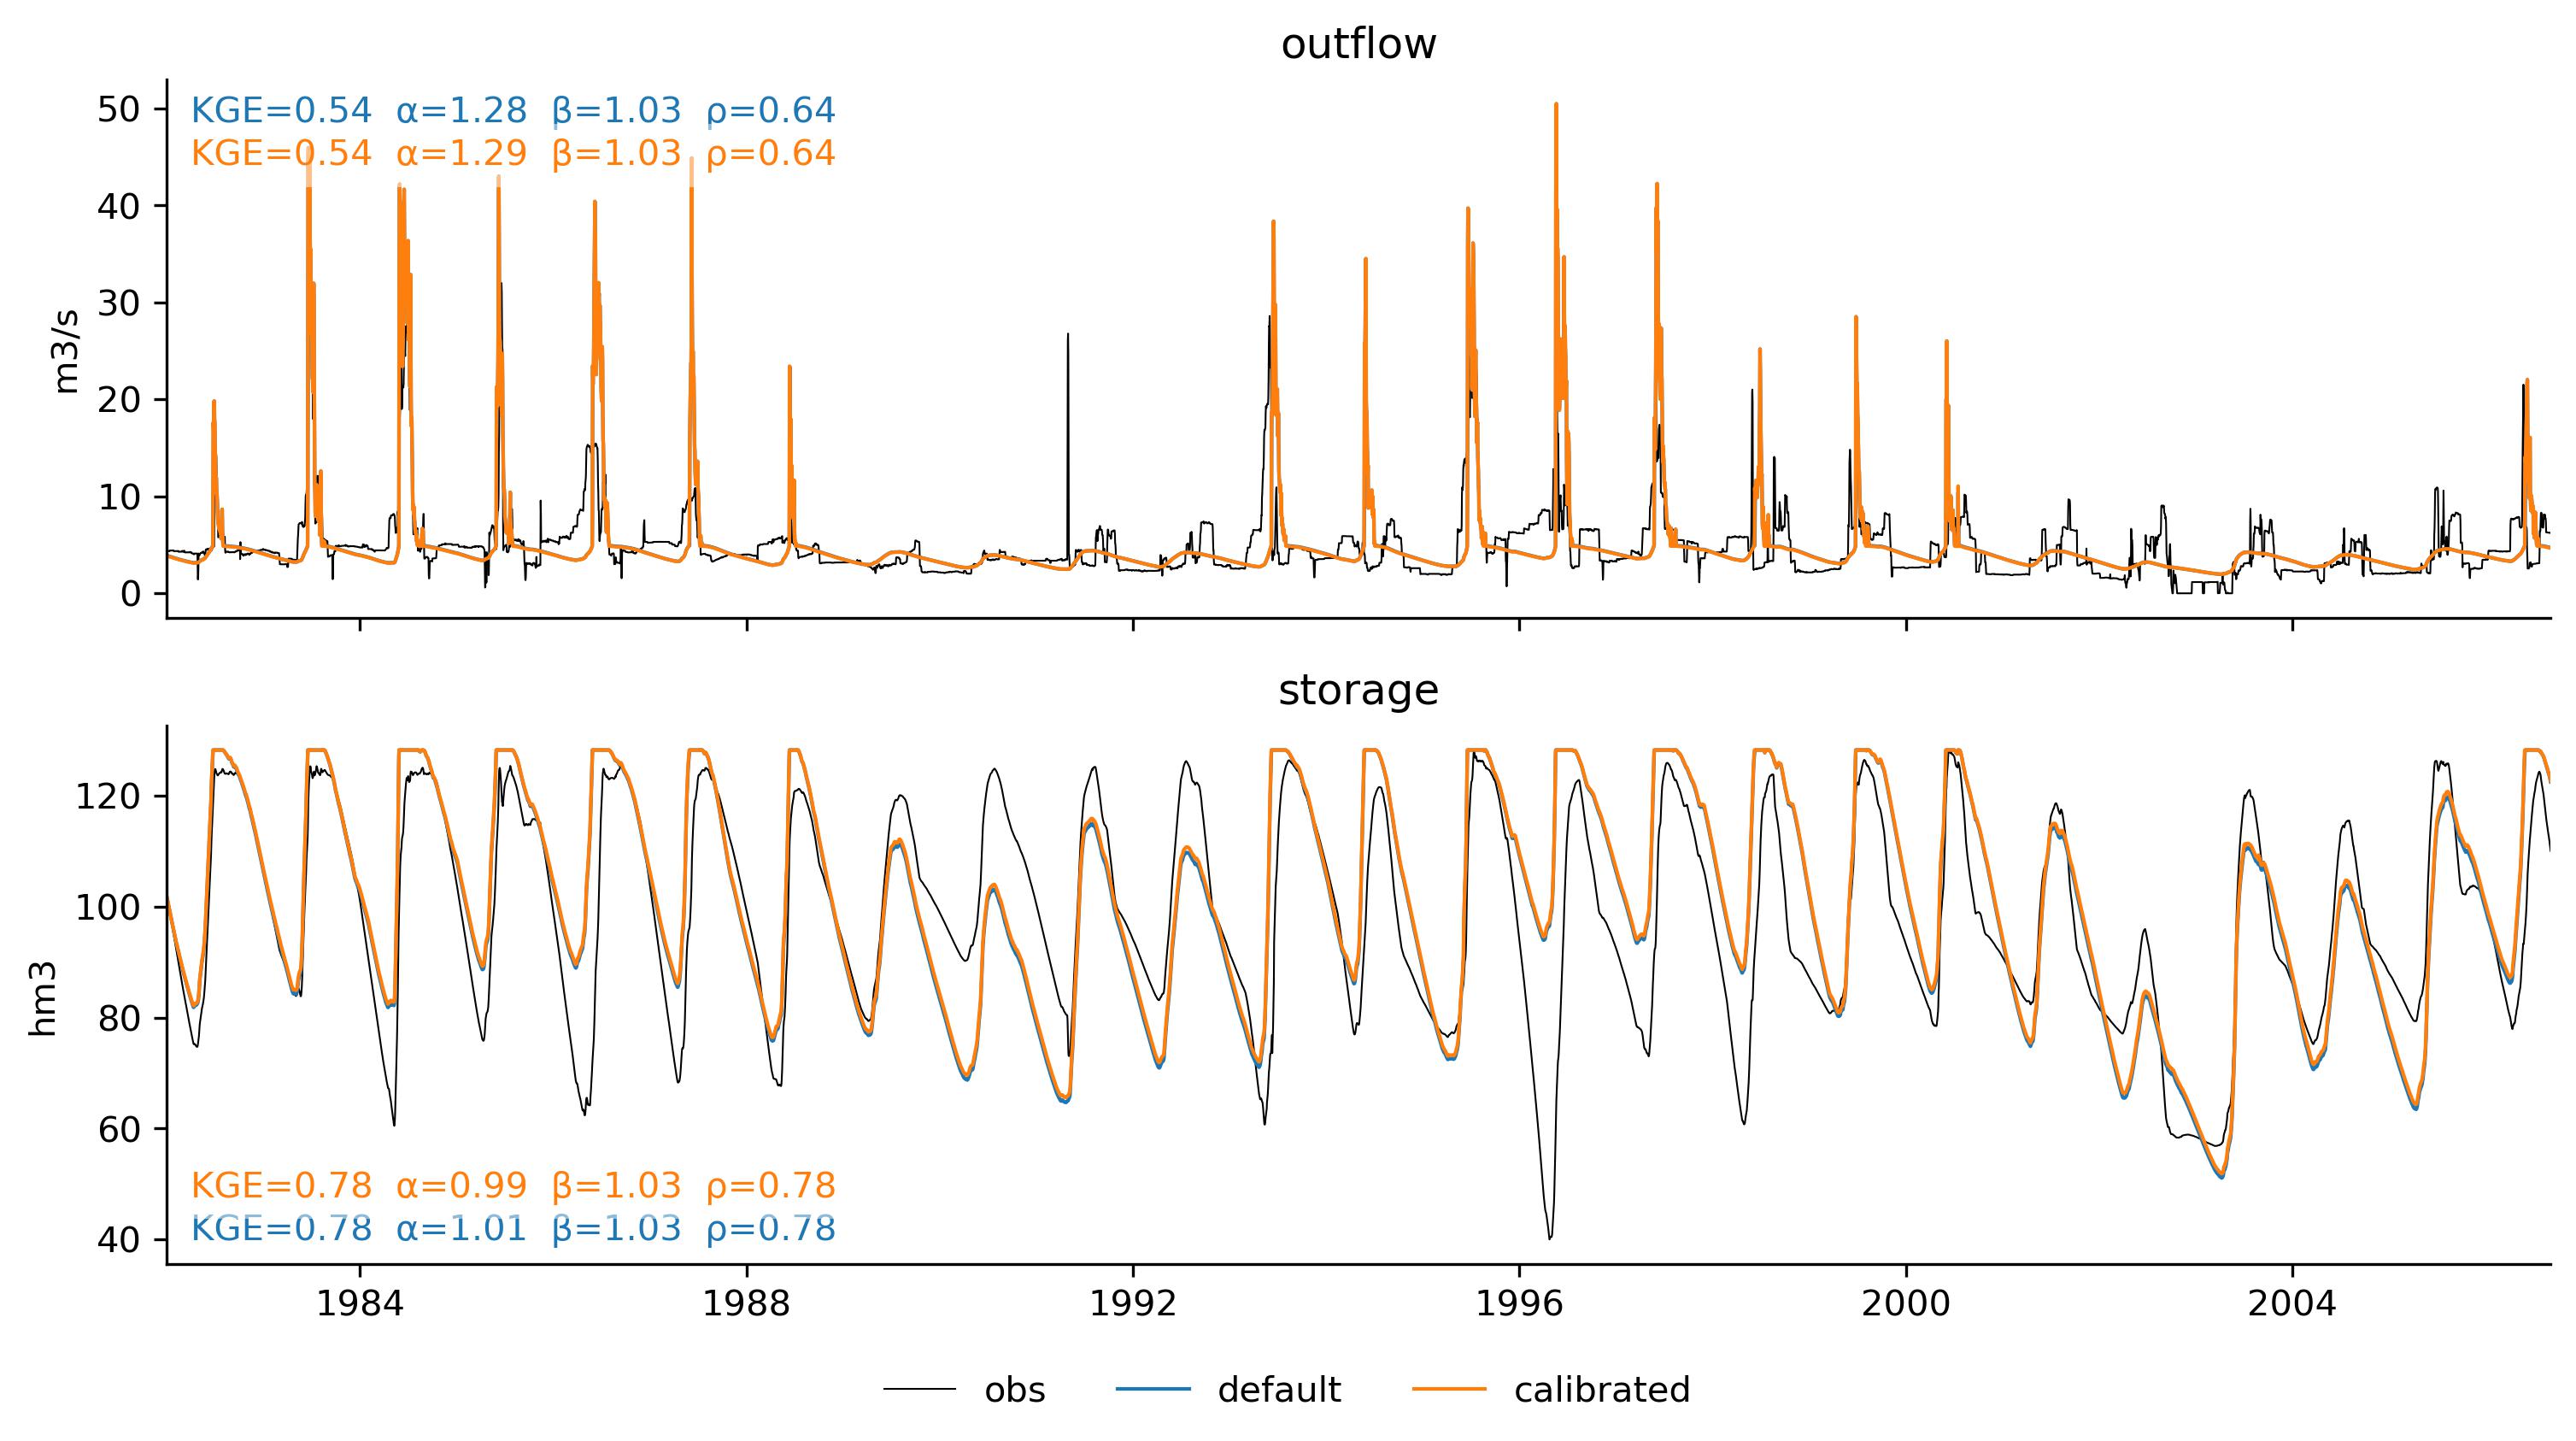 outflow
KGE=0.54 α=1.28 β=1.03 ρ=0.64
KGE=0.54 α=1.29 β=1.03 ρ=0.64
m3/s
50
40
30
20
10
0
storage
hm3
120
100
80
60
40
KGE=0.78 α=0.99 β=1.03 ρ=0.78
KGE=0.78 α=1.01 β=1.03 ρ=0.78
1984 1988 1992 1996 2000 2004
obs default calibrated